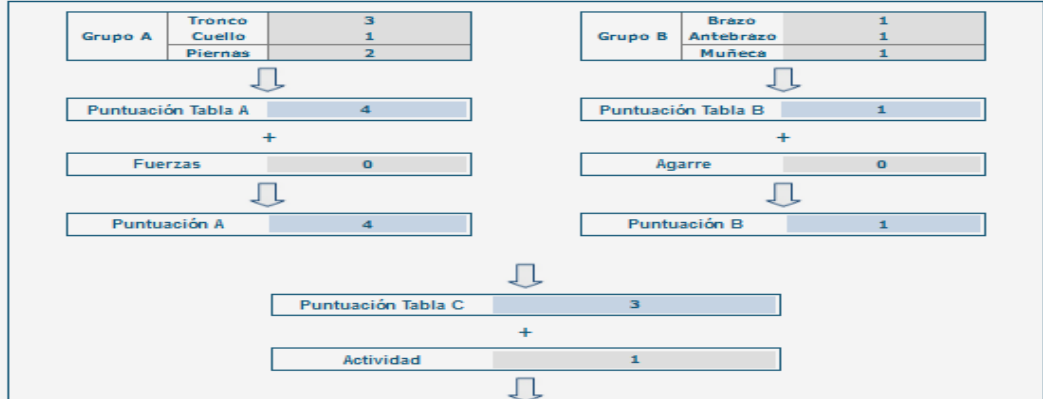 Grupo A
Tronco 3
Cuello 1
Piernas 2
Grupo B
Brazo 1
Antebrazo 1
Muñeca 1
Puntuación Tabla A 4
Puntuación Tabla B 1
+
+
Fuerzas 0
Agarre 0
Puntuación A 4
Puntuación B 1
Puntuación Tabla C 3
+
Actividad 1